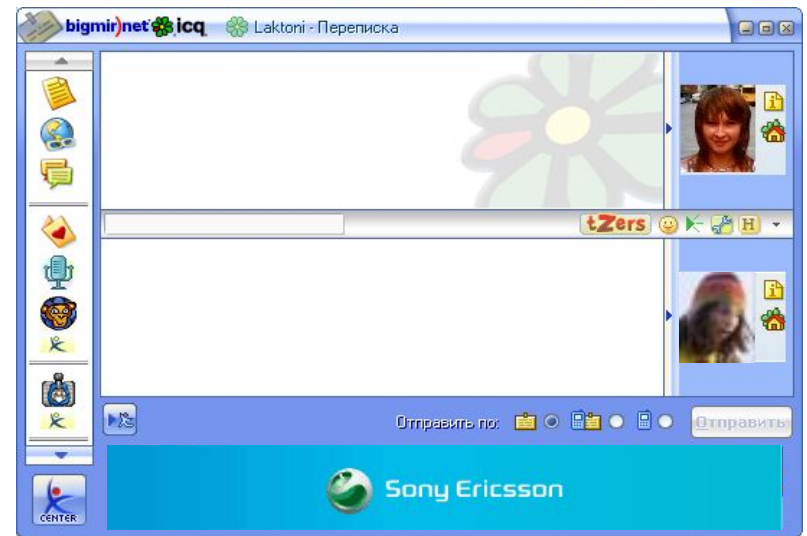 bigmir)net icq Laktoni - Переписка
tZers H
Отправить по: Отправить
CENTER
Sony Ericsson